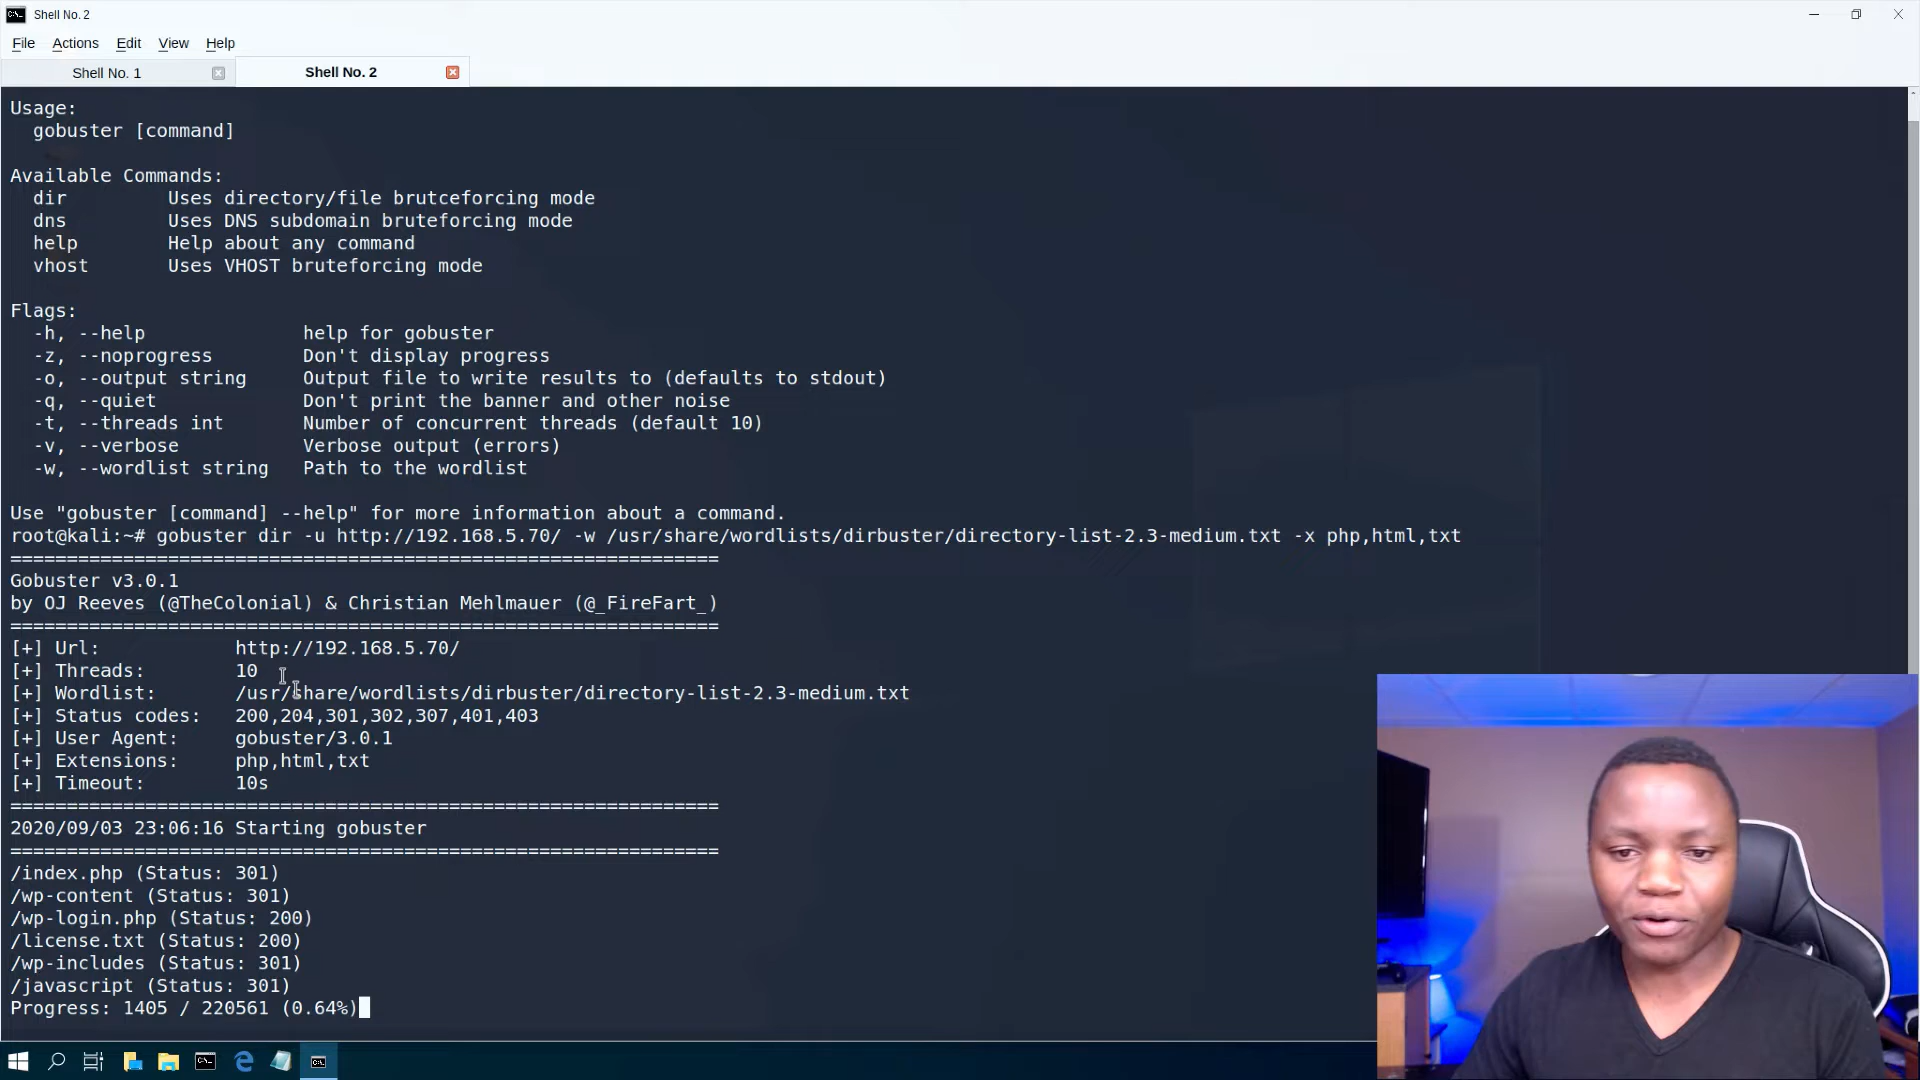 Shell No. 2
File Actions Edit View Help
Shell No. 1
Shell No. 2
Usage:
gobuster [command]
Available Commands:
dir Uses directory/file brutceforcing mode
dns Uses DNS subdomain bruteforcing mode
help Help about any command
vhost Uses VHOST bruteforcing mode
Flags:
-h, --help help for gobuster
-z, --noprogress Don't display progress
-o, --output string Output file to write results to (defaults to stdout)
-q, --quiet Don't print the banner and other noise
-t, --threads int Number of concurrent threads (default 10)
-v, --verbose Verbose output (errors)
-w, --wordlist string Path to the wordlist
Use "gobuster [command] --help" for more information about a command.
root@kali:~# gobuster dir -u http://192.168.5.70/ -w /usr/share/wordlists/dirbuster/directory-list-2.3-medium.txt -x php,html,txt
===============================================================
Gobuster v3.0.1
by OJ Reeves (@TheColonial) & Christian Mehlmauer (@_FireFart_)
===============================================================
[+] Url: http://192.168.5.70/
[+] Threads: 10
[+] Wordlist: /usr/share/wordlists/dirbuster/directory-list-2.3-medium.txt
[+] Status codes: 200,204,301,302,307,401,403
[+] User Agent: gobuster/3.0.1
[+] Extensions: php,html,txt
[+] Timeout: 10s
===============================================================
2020/09/03 23:06:16 Starting gobuster
===============================================================
/index.php (Status: 301)
/wp-content (Status: 301)
/wp-login.php (Status: 200)
/license.txt (Status: 200)
/wp-includes (Status: 301)
/javascript (Status: 301)
Progress: 1405 / 220561 (0.64%)